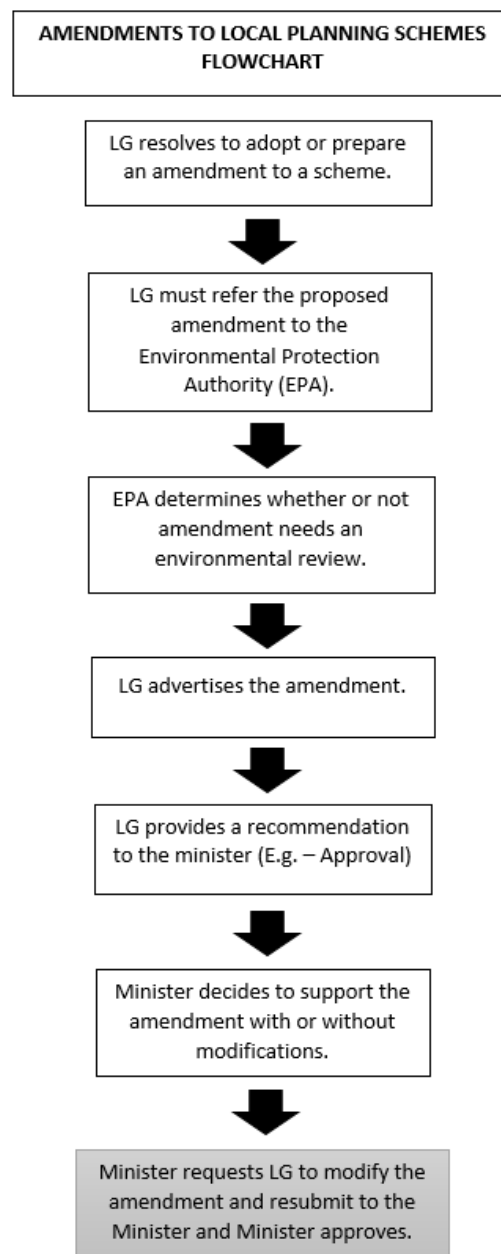 AMENDMENTS TO LOCAL PLANNING SCHEMES
FLOWCHART
LG resolves to adopt or prepare
an amendment to a scheme.
LG must refer the proposed
amendment to the
Environmental Protection
Authority (EPA).
EPA determines whether or not
amendment needs an
environmental review.
LG advertises the amendment.
LG provides a recommendation
to the minister (E.g. – Approval)
Minister decides to support the
amendment with or without
modifications.
Minister requests LG to modify the
amendment and resubmit to the
Minister and Minister approves.